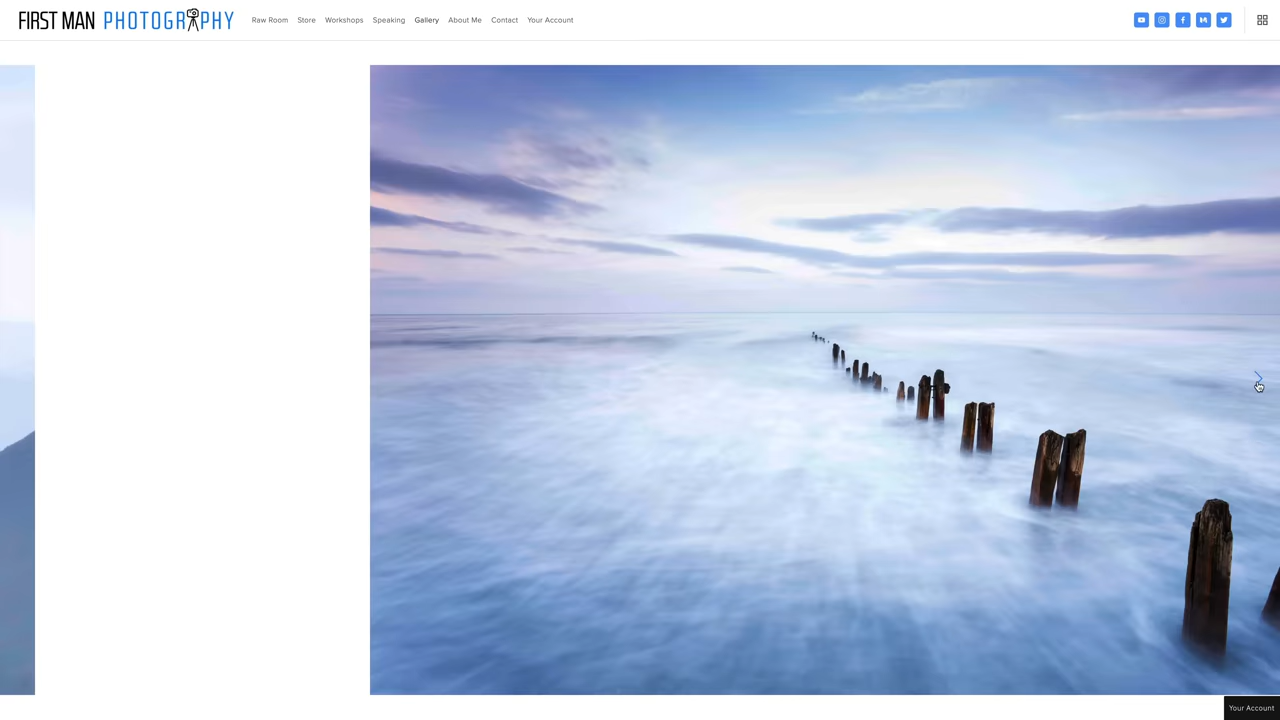 FIRST MAN PHOTOGRAPHY
Raw Room Store Workshops Speaking Gallery About Me Contact Your Account
Your Account